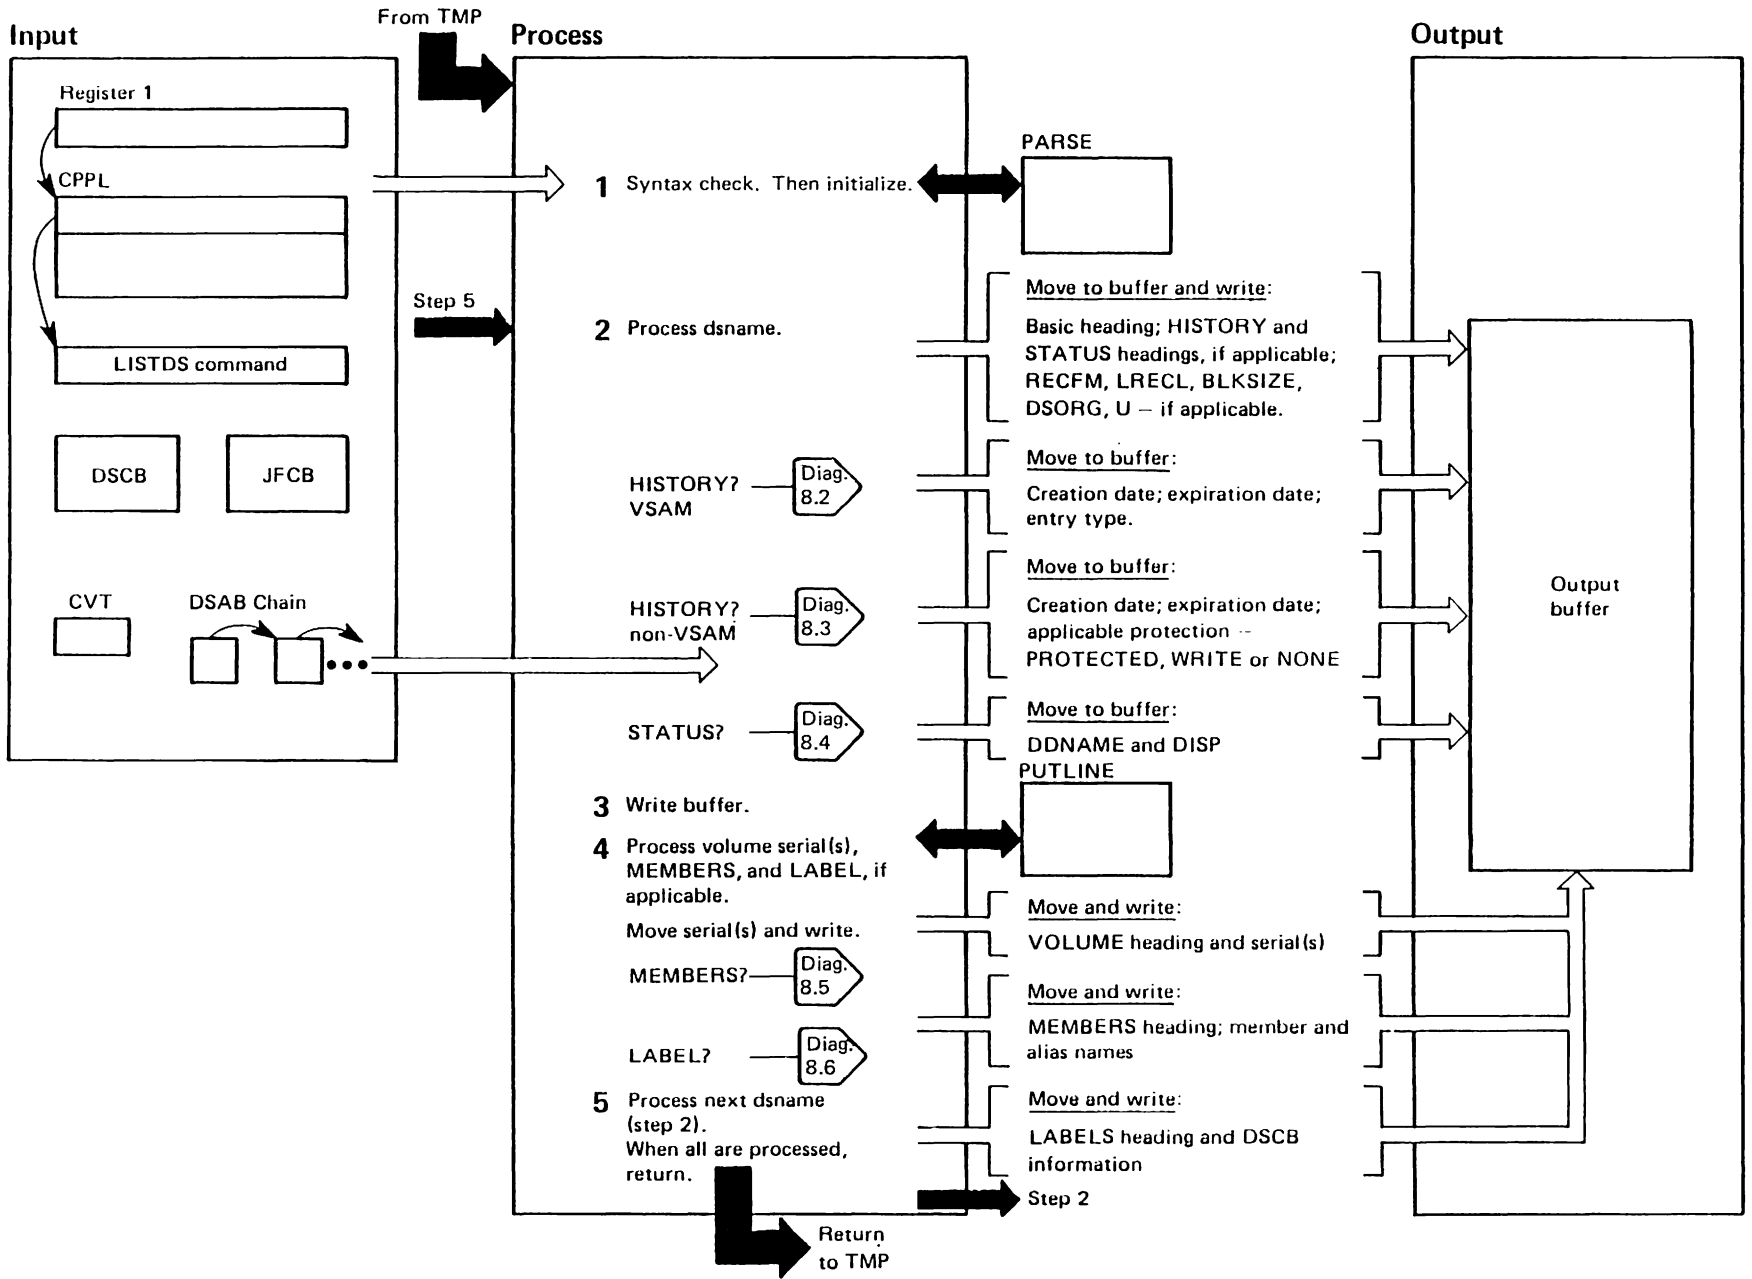 From TMP
Input
Process
Output
Register 1
CPPL
LISTDS command
DSCB
JFCB
CVT
DSAB Chain
1 Syntax check. Then initialize.
PARSE
Step 5
2 Process dsname.
Move to buffer and write:
Basic heading; HISTORY and
STATUS headings, if applicable;
RECFM, LRECL, BLKSIZE,
DSORG, U – if applicable.
HISTORY?
VSAM
Diag.
8.2
Move to buffer:
Creation date; expiration date;
entry type.
HISTORY?
non-VSAM
Diag.
8.3
Move to buffer:
Creation date; expiration date;
applicable protection --
PROTECTED, WRITE or NONE
STATUS?
Diag.
8.4
Move to buffer:
DDNAME and DISP
Output
buffer
3 Write buffer.
PUTLINE
4 Process volume serial(s),
MEMBERS, and LABEL, if
applicable.
Move serial(s) and write.
Move and write:
VOLUME heading and serial(s)
MEMBERS?
Diag.
8.5
Move and write:
MEMBERS heading; member and
alias names
LABEL?
Diag.
8.6
5 Process next dsname
(step 2).
When all are processed,
return.
Move and write:
LABELS heading and DSCB
information
Step 2
Return
to TMP